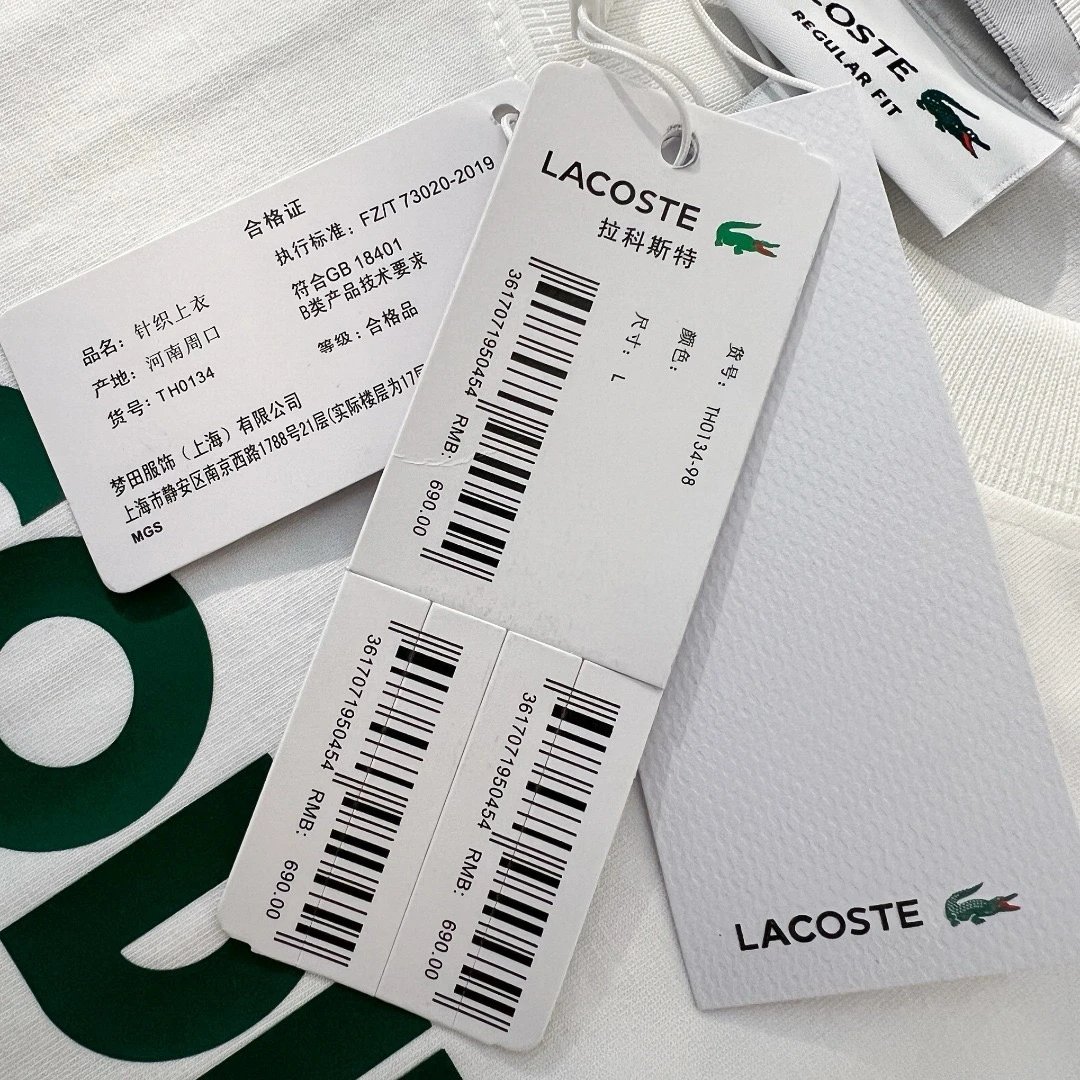 合格证
执行标准：FZ/T 73020-2019
符合GB 18401
B类产品技术要求
等级：合格品
品名：针织上衣
产地：河南周口
货号：TH0134
梦田服饰（上海）有限公司
上海市静安区南京西路1788号21层(实际楼层为17层
MGS
LACOSTE
拉科斯特
货号：TH0134-98
颜色：
尺寸：L
3617071950454 RMB: 690.00
3617071950454 RMB: 690.00
3617071950454 RMB: 690.00
LACOSTE
REGULAR FIT
LACOSTE